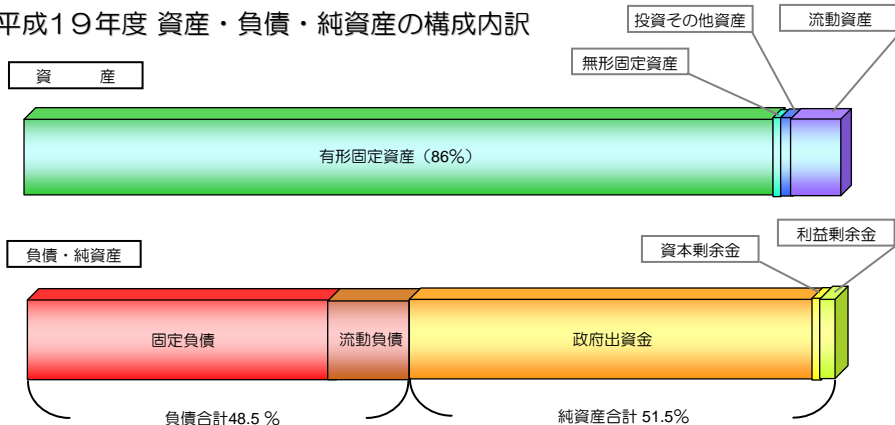 平成19年度 資産・負債・純資産の構成内訳
投資その他資産
流動資産
無形固定資産
資 産
有形固定資産（86%）
利益剰余金
資本剰余金
負債・純資産
固定負債
流動負債
政府出資金
負債合計48.5 %
純資産合計 51.5%